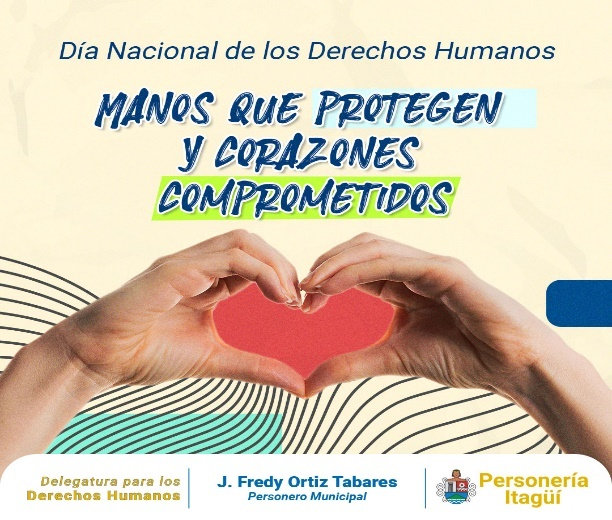 Día Nacional de los Derechos Humanos
MANOS QUE PROTEGEN
Y CORAZONES
COMPROMETIDOS
Delegatura para los
Derechos Humanos
J. Fredy Ortiz Tabares
Personero Municipal
Personería
Itagüí